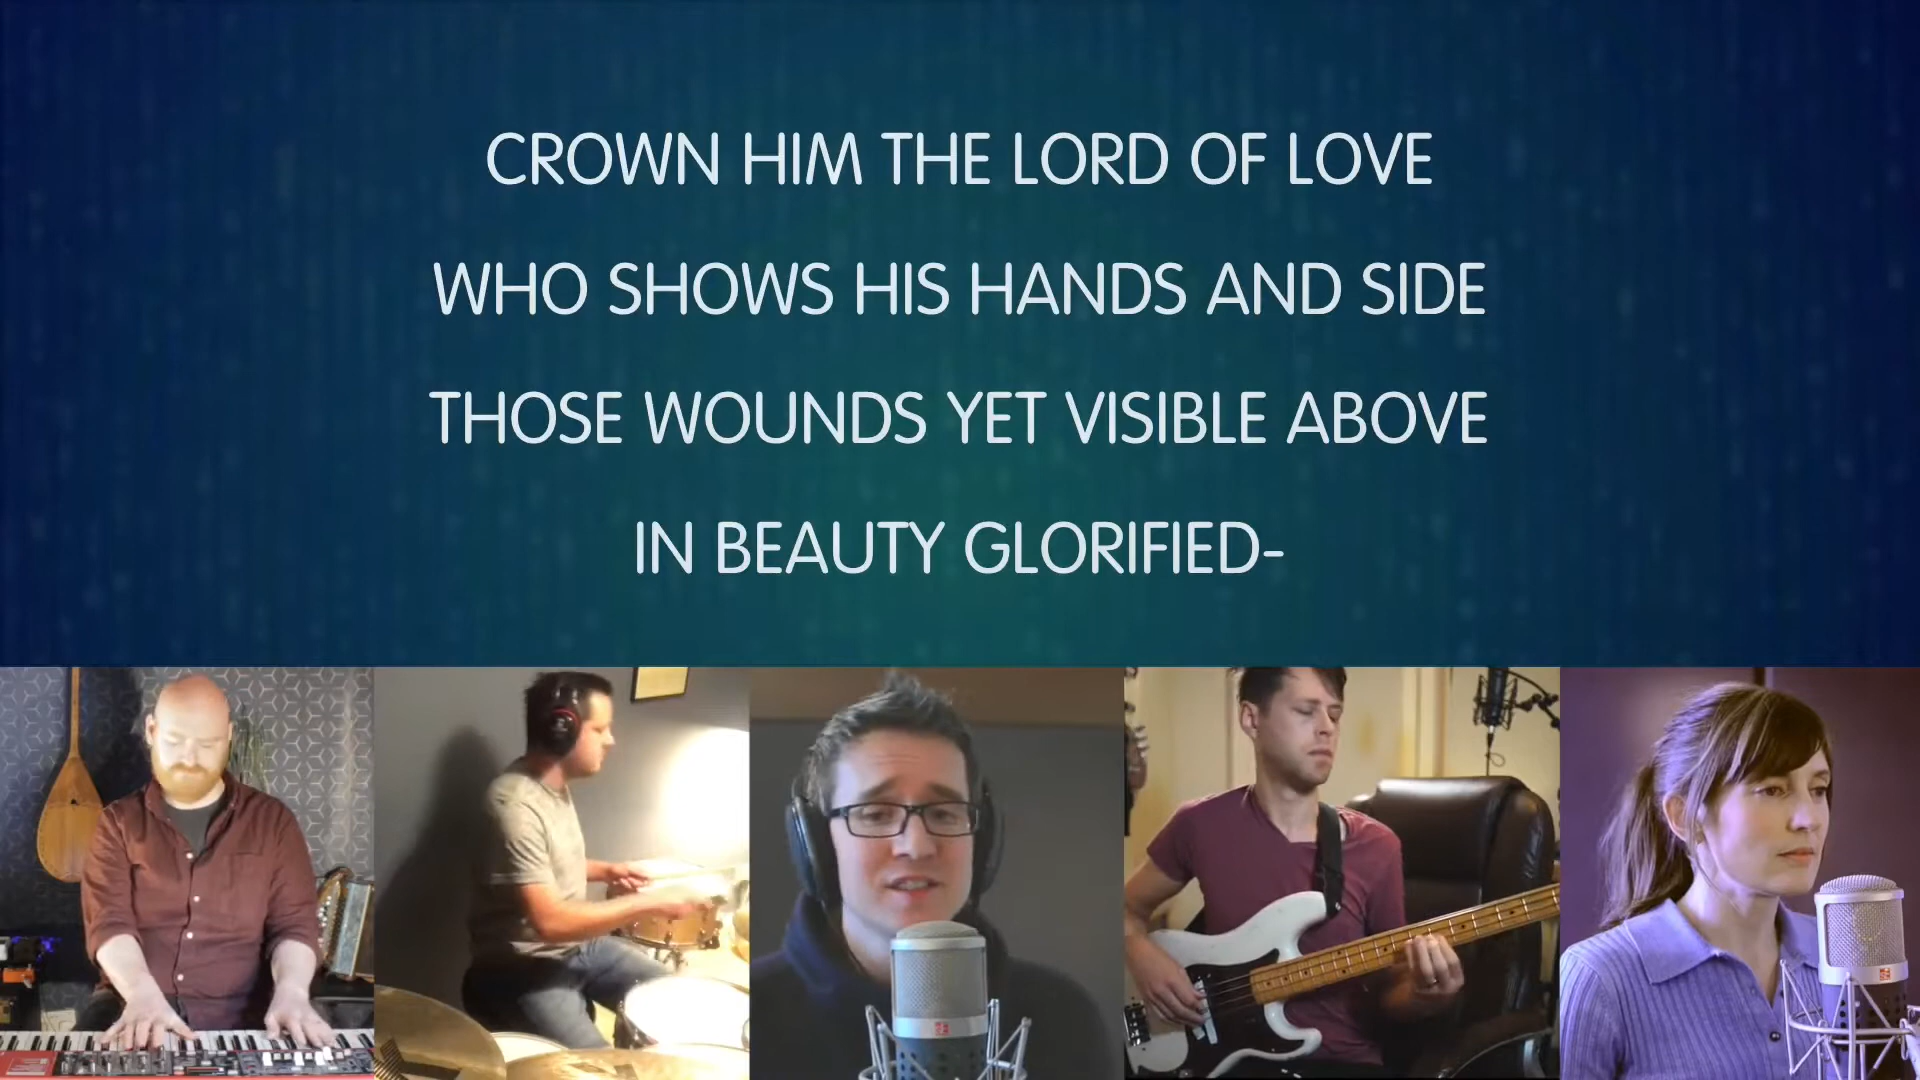 CROWN HIM THE LORD OF LOVE
WHO SHOWS HIS HANDS AND SIDE
THOSE WOUNDS YET VISIBLE ABOVE
IN BEAUTY GLORIFIED-